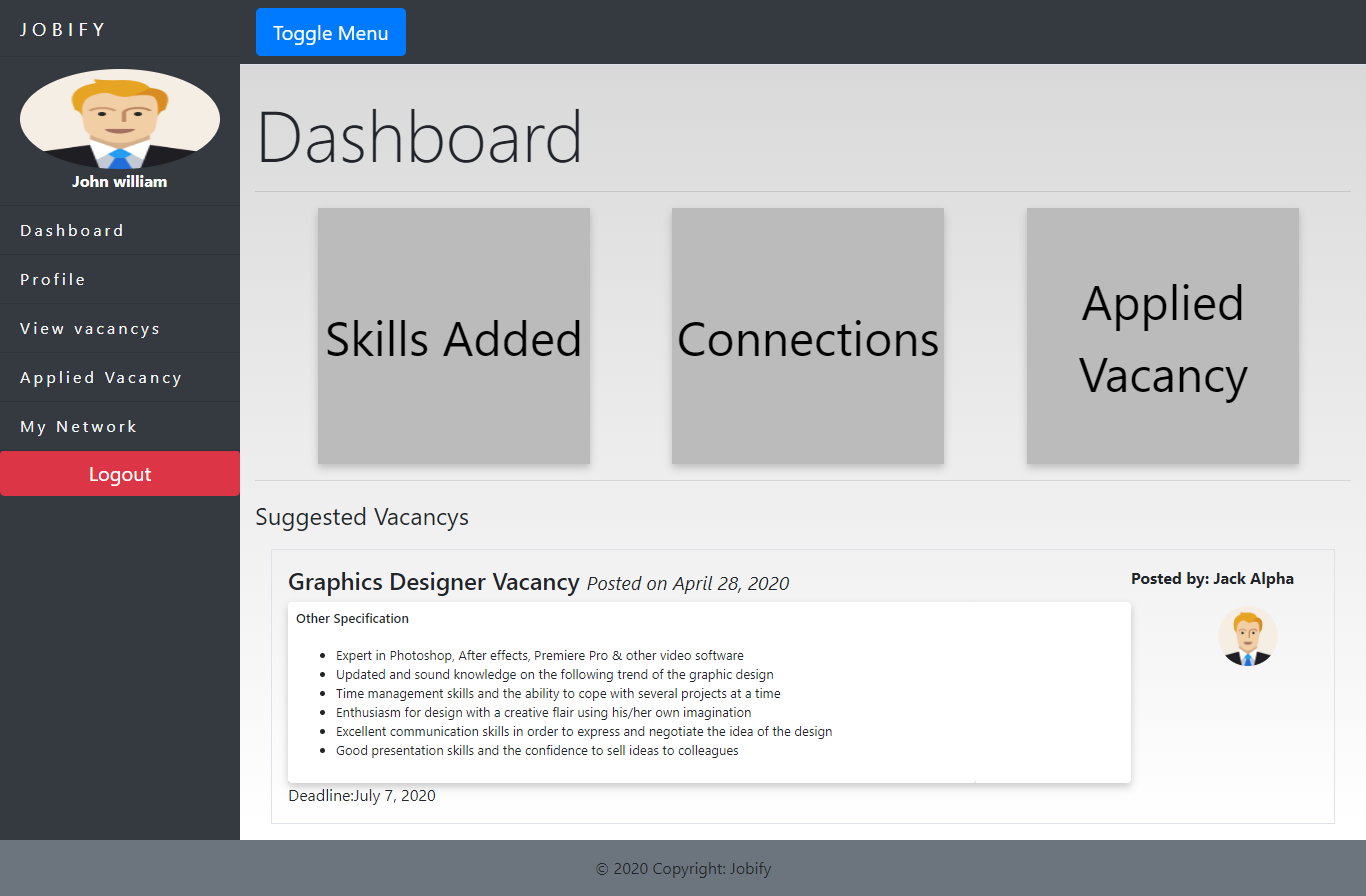 JOBIFY
Toggle Menu
John william
Dashboard
Profile
View vacancys
Applied Vacancy
My Network
Logout
Dashboard
Skills Added
Connections
Applied
Vacancy
Suggested Vacancys
Graphics Designer Vacancy Posted on April 28, 2020
Posted by: Jack Alpha
Other Specification
Expert in Photoshop, After effects, Premiere Pro & other video software
Updated and sound knowledge on the following trend of the graphic design
Time management skills and the ability to cope with several projects at a time
Enthusiasm for design with a creative flair using his/her own imagination
Excellent communication skills in order to express and negotiate the idea of the design
Good presentation skills and the confidence to sell ideas to colleagues
Deadline:July 7, 2020
© 2020 Copyright: Jobify